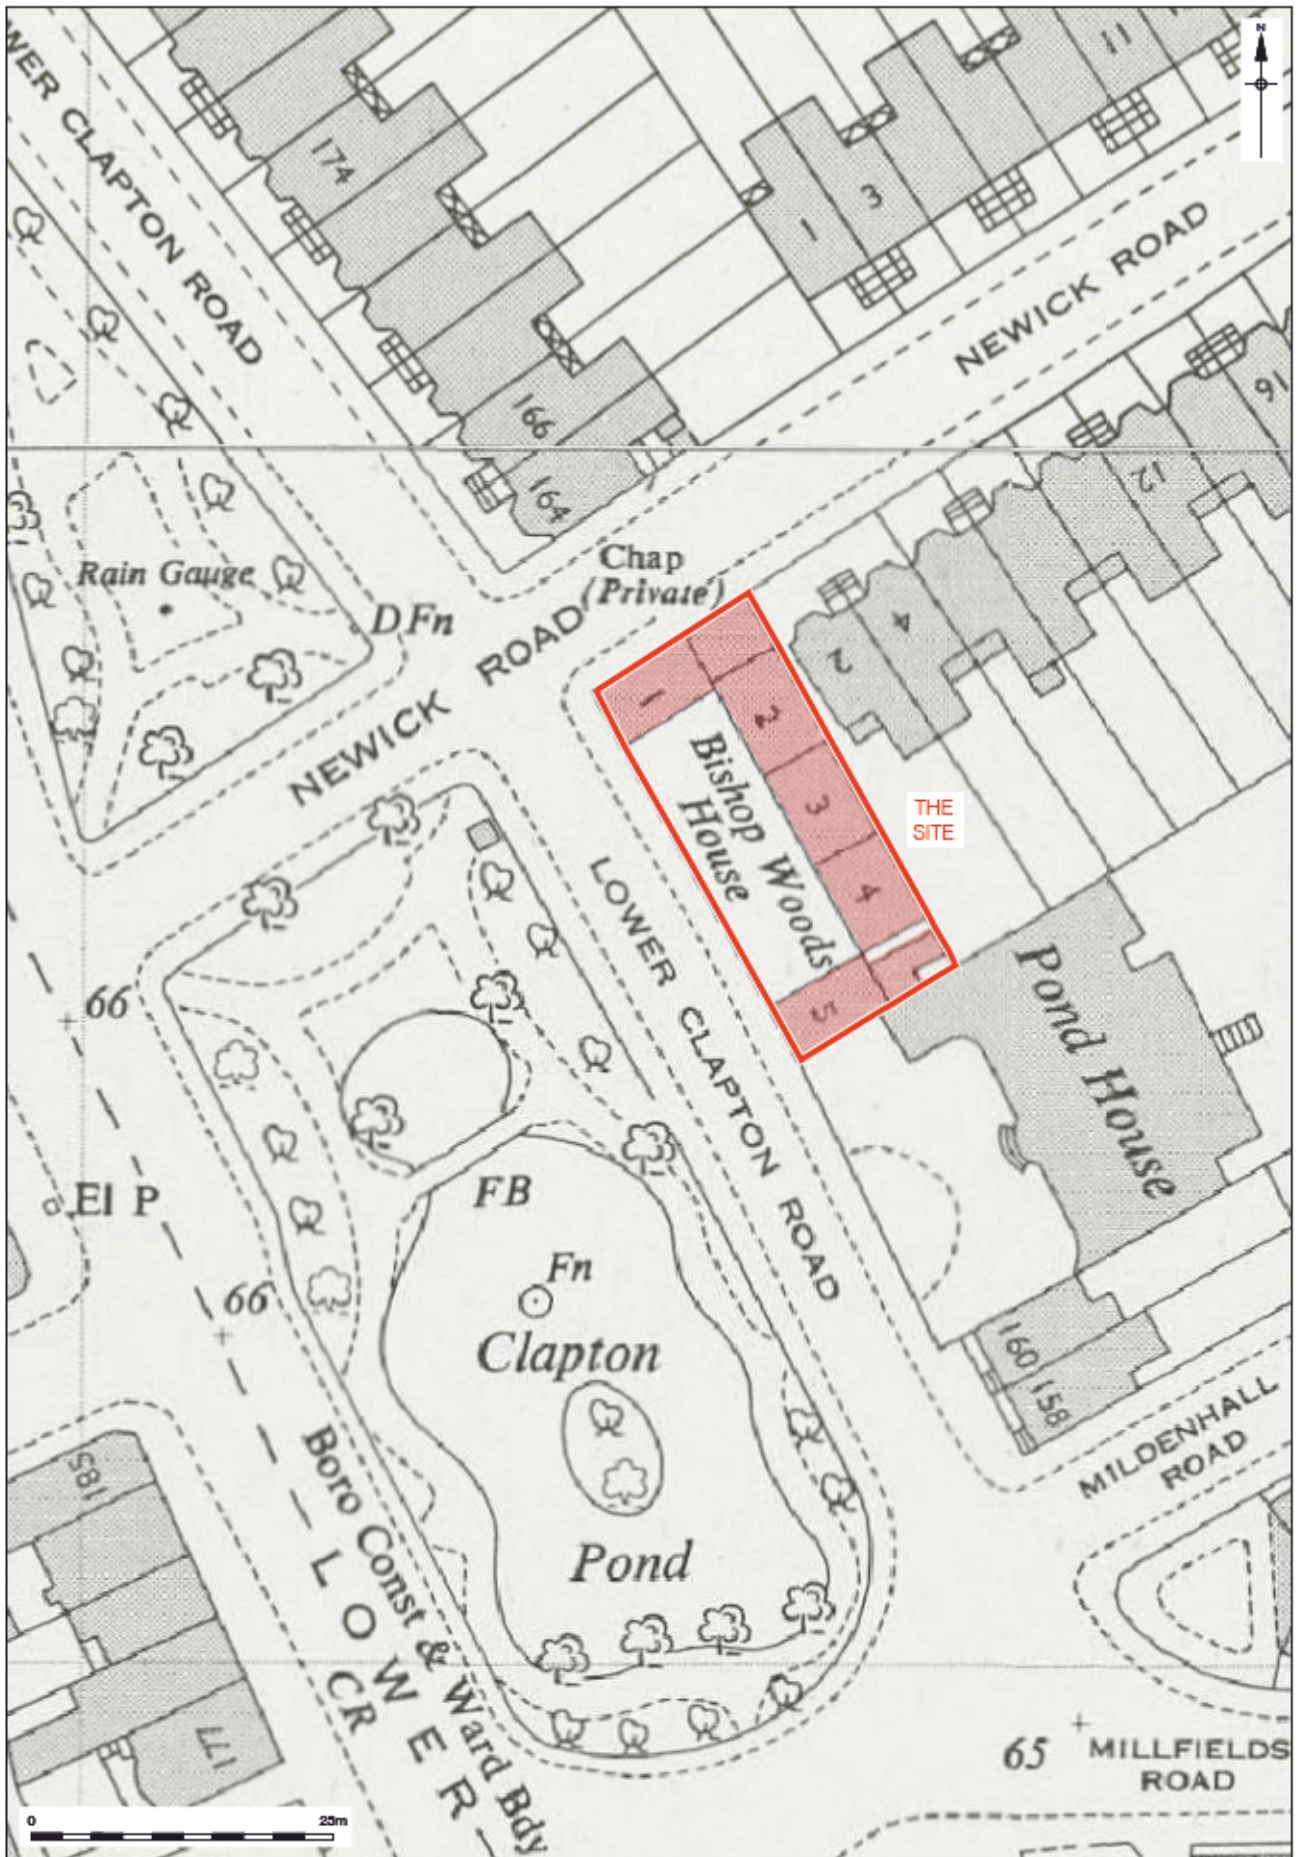 WER CLAPTON ROAD
174
166
164
1
3
11
N
NEWICK ROAD
16
12
4
2
Rain Gauge
D Fn
Chap
(Private)
NEWICK ROAD
1
2
3
4
5
Bishop Woods
House
THE
SITE
LOWER CLAPTON ROAD
Pond House
66
El P
66
FB
Fn
Clapton
Pond
160
158
MILDENHALL
ROAD
185
177
Boro Const & Ward Bdy
CR
LOWER
65
MILLFIELDS
ROAD
0
25m